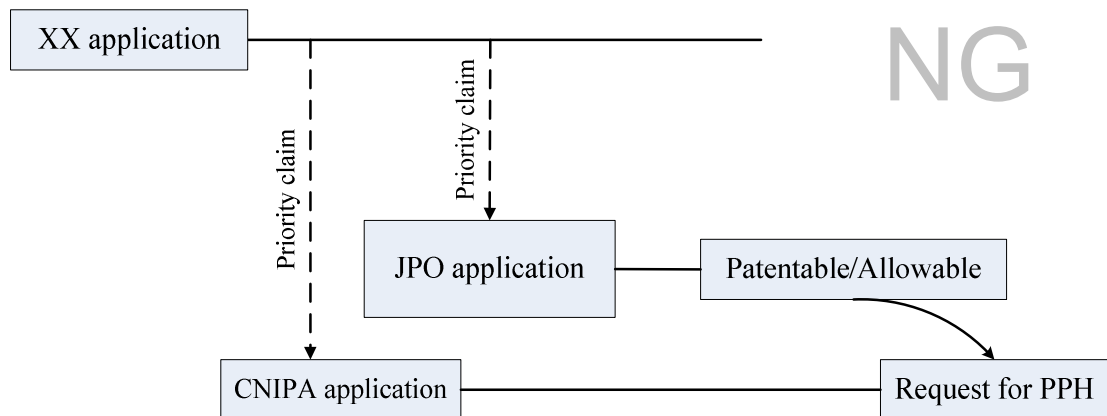 XX application
NG
Priority claim
Priority claim
JPO application
Patentable/Allowable
CNIPA application
Request for PPH